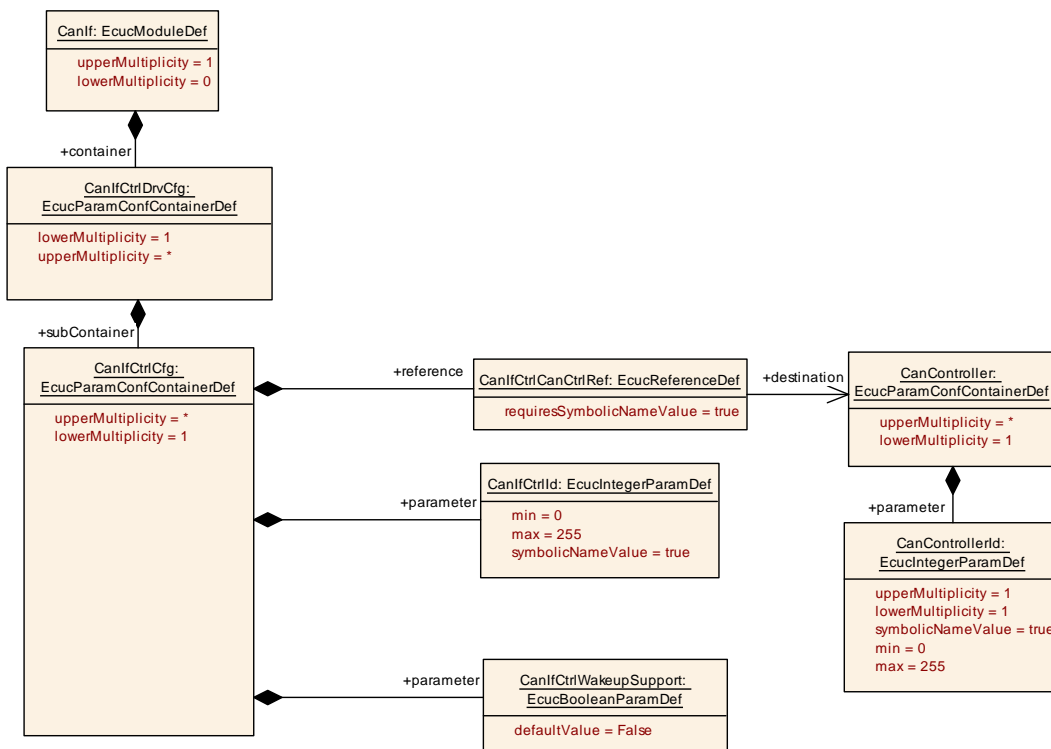 CanIf: EcucModuleDef
upperMultiplicity = 1
lowerMultiplicity = 0
+container
CanIfCtrlDrvCfg:
EcucParamConfContainerDef
lowerMultiplicity = 1
upperMultiplicity = *
+subContainer
CanIfCtrlCfg:
EcucParamConfContainerDef
upperMultiplicity = *
lowerMultiplicity = 1
+reference
CanIfCtrlCanCtrlRef: EcucReferenceDef
requiresSymbolicNameValue = true
+destination
CanController:
EcucParamConfContainerDef
upperMultiplicity = *
lowerMultiplicity = 1
+parameter
CanIfCtrlId: EcucIntegerParamDef
min = 0
max = 255
symbolicNameValue = true
+parameter
CanControllerId:
EcucIntegerParamDef
upperMultiplicity = 1
lowerMultiplicity = 1
symbolicNameValue = true
min = 0
max = 255
+parameter
CanIfCtrlWakeupSupport:
EcucBooleanParamDef
defaultValue = False